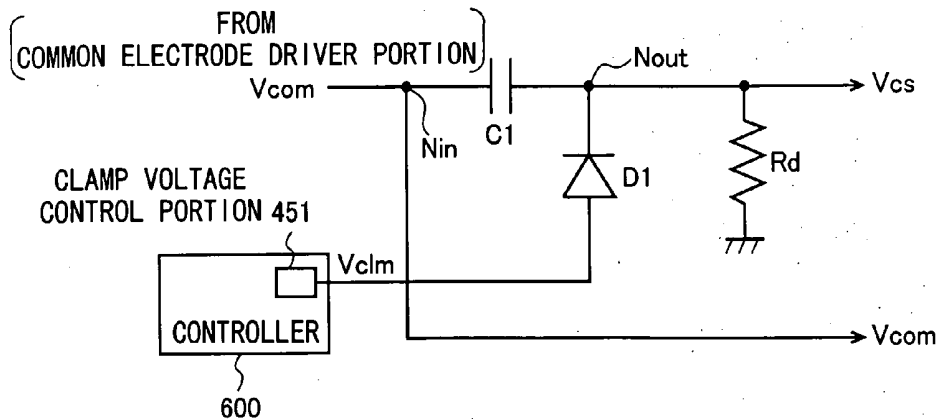 FROM
COMMON ELECTRODE DRIVER PORTION
Vcom
Nin
C1
Nout
Vcs
D1
Rd
CLAMP VOLTAGE
CONTROL PORTION 451
Vclm
CONTROLLER
600
Vcom